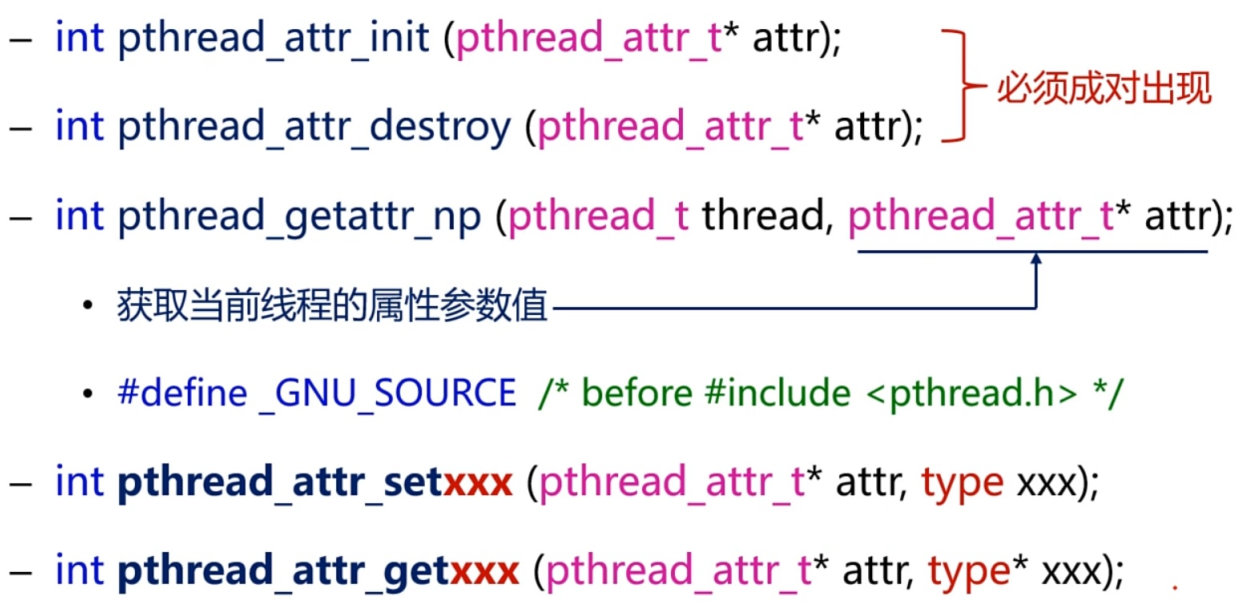 – int pthread_attr_init (pthread_attr_t* attr);
必须成对出现
– int pthread_attr_destroy (pthread_attr_t* attr);
– int pthread_getattr_np (pthread_t thread, pthread_attr_t* attr);
• 获取当前线程的属性参数值
• #define _GNU_SOURCE /* before #include <pthread.h> */
– int pthread_attr_setxxx (pthread_attr_t* attr, type xxx);
– int pthread_attr_getxxx (pthread_attr_t* attr, type* xxx);